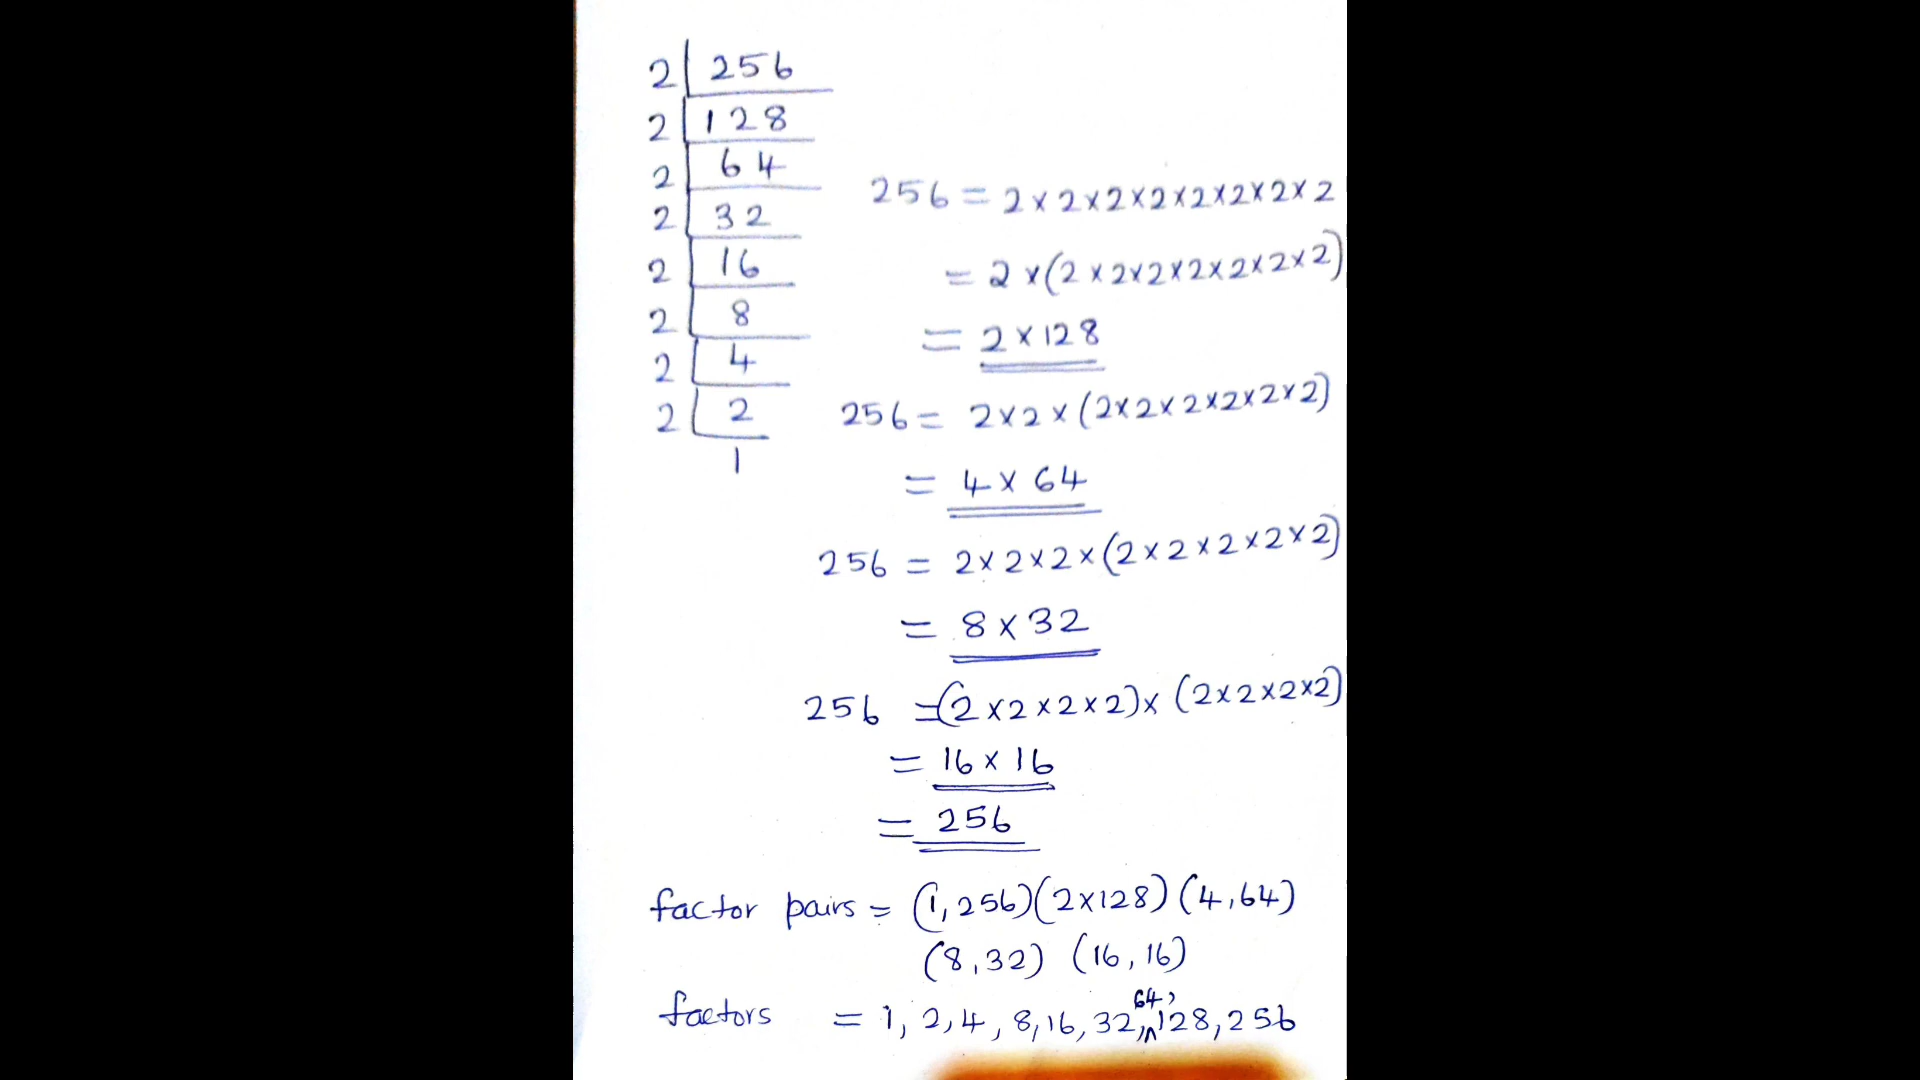 2 | 256
2 | 128
2 | 64
2 | 32
2 | 16
2 | 8
2 | 4
2 | 2
1
256 = 2 × 2 × 2 × 2 × 2 × 2 × 2 × 2
= 2 × (2 × 2 × 2 × 2 × 2 × 2 × 2)
= 2 × 128
256 = 2 × 2 × (2 × 2 × 2 × 2 × 2 × 2)
= 4 × 64
256 = 2 × 2 × 2 × (2 × 2 × 2 × 2 × 2)
= 8 × 32
256 = (2 × 2 × 2 × 2) × (2 × 2 × 2 × 2)
= 16 × 16
= 256
factor pairs = (1, 256) (2 × 128) (4, 64)
(8, 32) (16, 16)
factors = 1, 2, 4, 8, 16, 32, 64, 128, 256